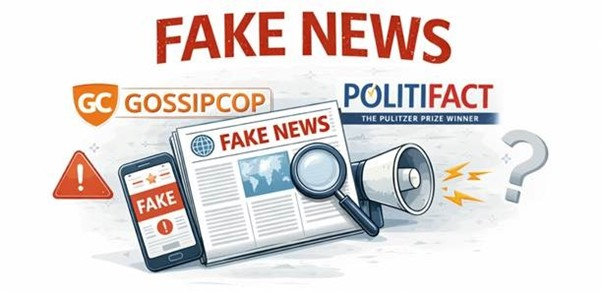 FAKE NEWS
GC GOSSIPCOP
POLITIFACT
THE PULITZER PRIZE WINNER
FAKE NEWS
FAKE